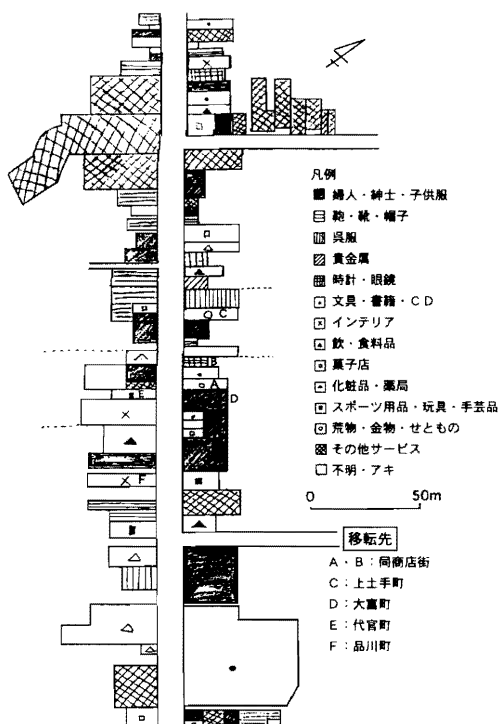 凡例
婦人・紳士・子供服
鞄・靴・帽子
呉服
貴金属
時計・眼鏡
文具・書籍・CD
インテリア
飲・食料品
菓子店
化粧品・薬局
スポーツ用品・玩具・手芸品
荒物・金物・せともの
その他サービス
不明・アキ
0 50m
移転先
A・B：同商店街
C：上土手町
D：大富町
E：代官町
F：品川町
C
B
A
D
E
F